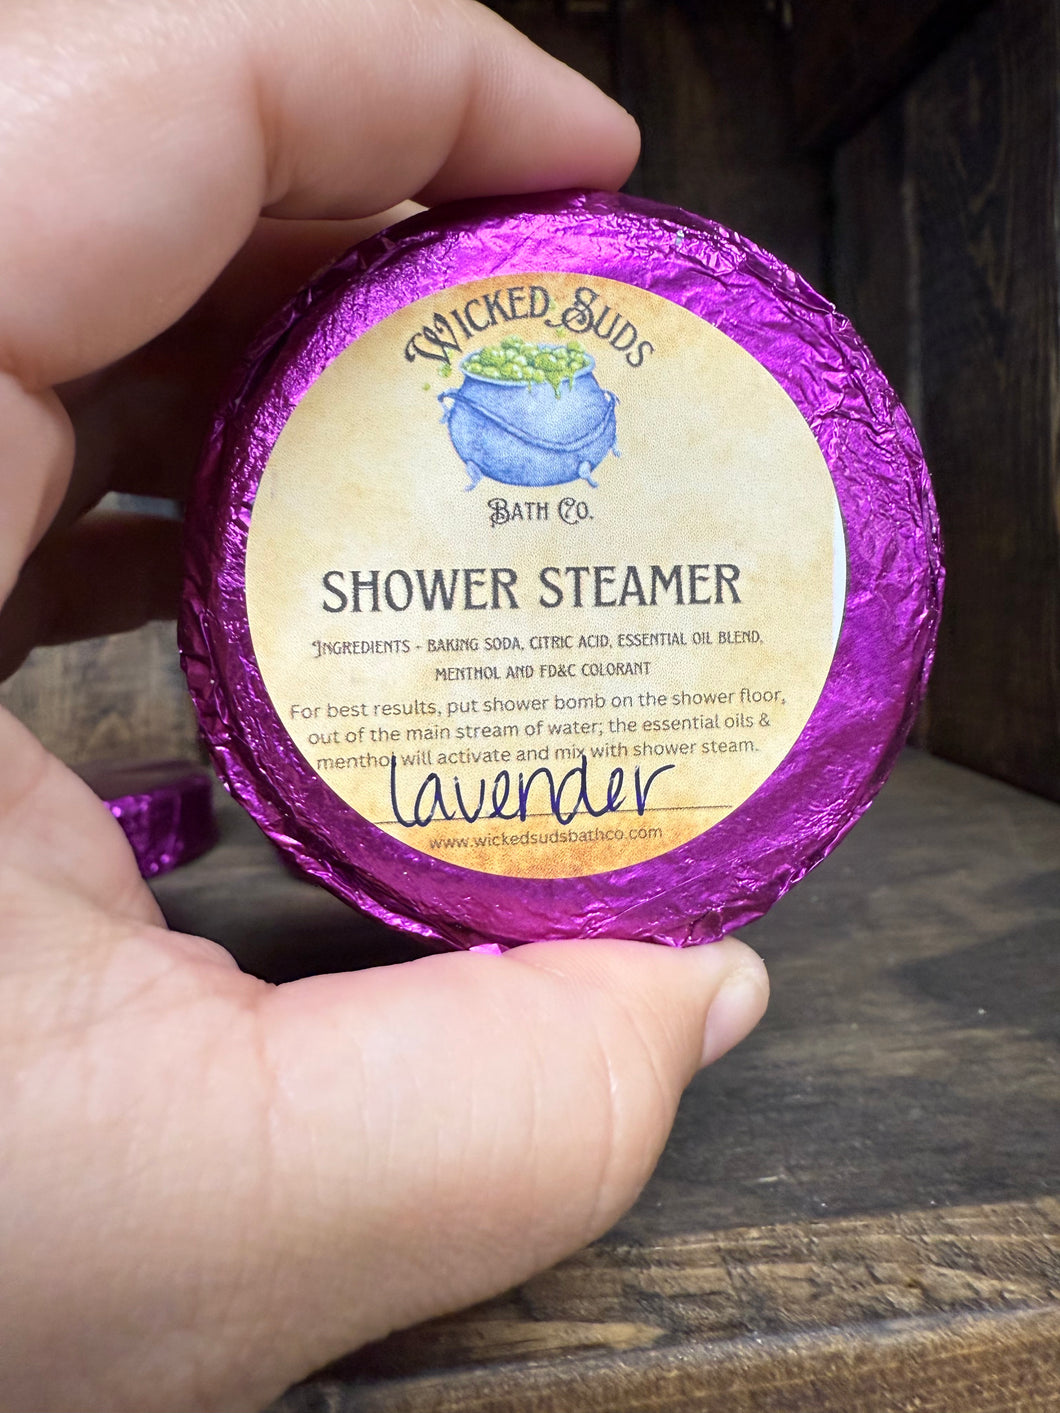 Wicked Suds
Bath Co.
SHOWER STEAMER
Ingredients - baking soda, citric acid, essential oil blend,
menthol and FD&C colorant
For best results, put shower bomb on the shower floor,
out of the main stream of water; the essential oils &
menthol will activate and mix with shower steam.
lavender
www.wickedsudsbathco.com